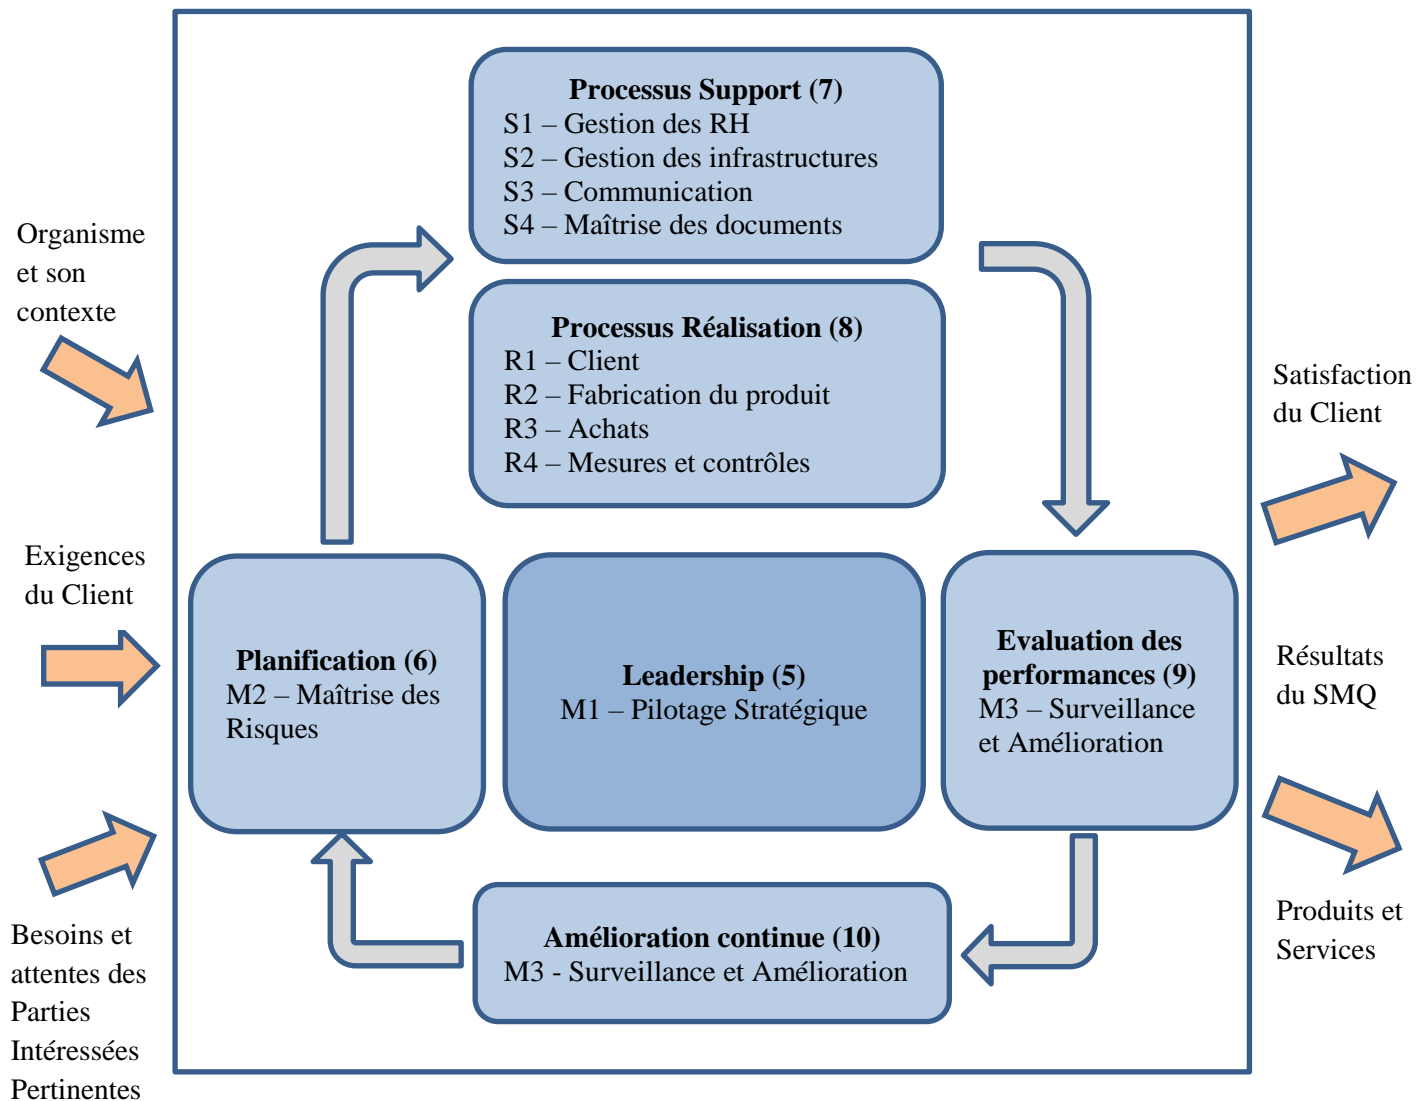 Processus Support (7)
S1 – Gestion des RH
S2 – Gestion des infrastructures
S3 – Communication
S4 – Maîtrise des documents
Organisme
et son
contexte
Processus Réalisation (8)
R1 – Client
R2 – Fabrication du produit
R3 – Achats
R4 – Mesures et contrôles
Satisfaction
du Client
Exigences
du Client
Planification (6)
M2 – Maîtrise des
Risques
Leadership (5)
M1 – Pilotage Stratégique
Evaluation des
performances (9)
M3 – Surveillance
et Amélioration
Résultats
du SMQ
Besoins et
attentes des
Parties
Intéressées
Pertinentes
Amélioration continue (10)
M3 - Surveillance et Amélioration
Produits et
Services